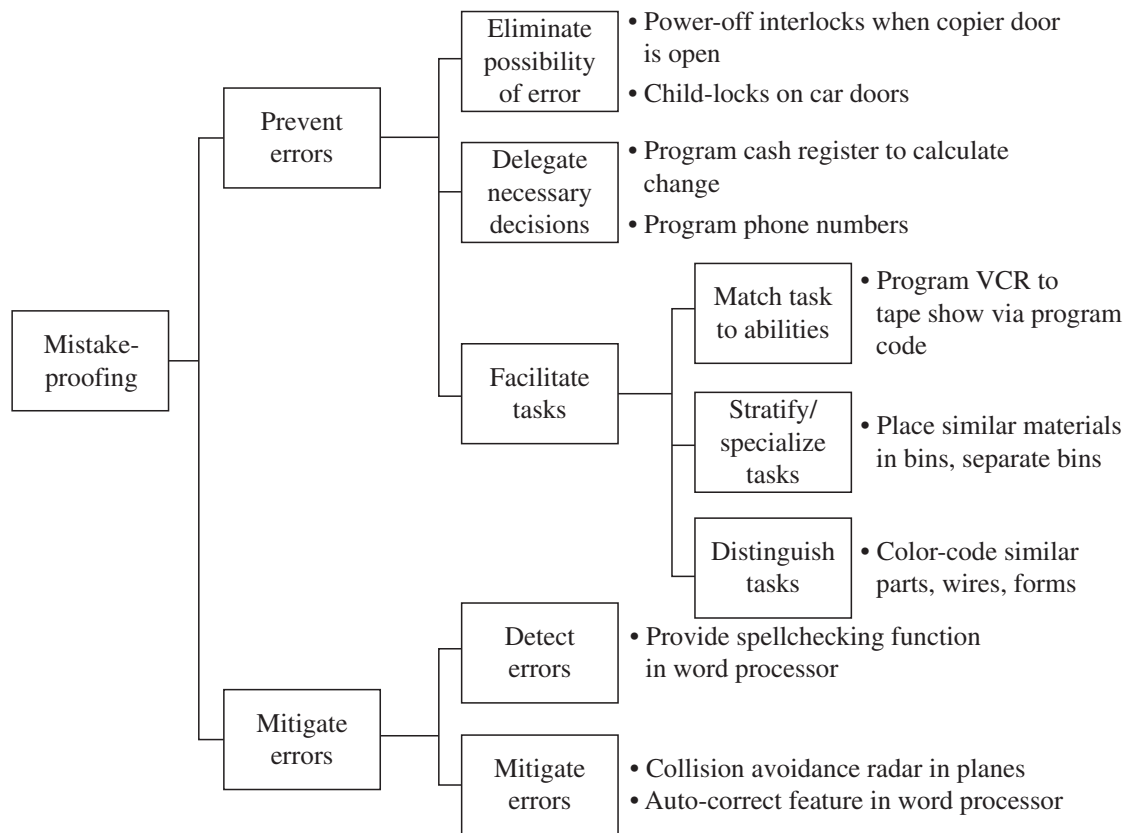 Eliminate
possibility
of error
• Power-off interlocks when copier door
is open
• Child-locks on car doors
Prevent
errors
Delegate
necessary
decisions
• Program cash register to calculate
change
• Program phone numbers
Mistake-
proofing
Facilitate
tasks
Match task
to abilities
• Program VCR to
tape show via program
code
Stratify/
specialize
tasks
• Place similar materials
in bins, separate bins
Distinguish
tasks
• Color-code similar
parts, wires, forms
Mitigate
errors
Detect
errors
• Provide spellchecking function
in word processor
Mitigate
errors
• Collision avoidance radar in planes
• Auto-correct feature in word processor